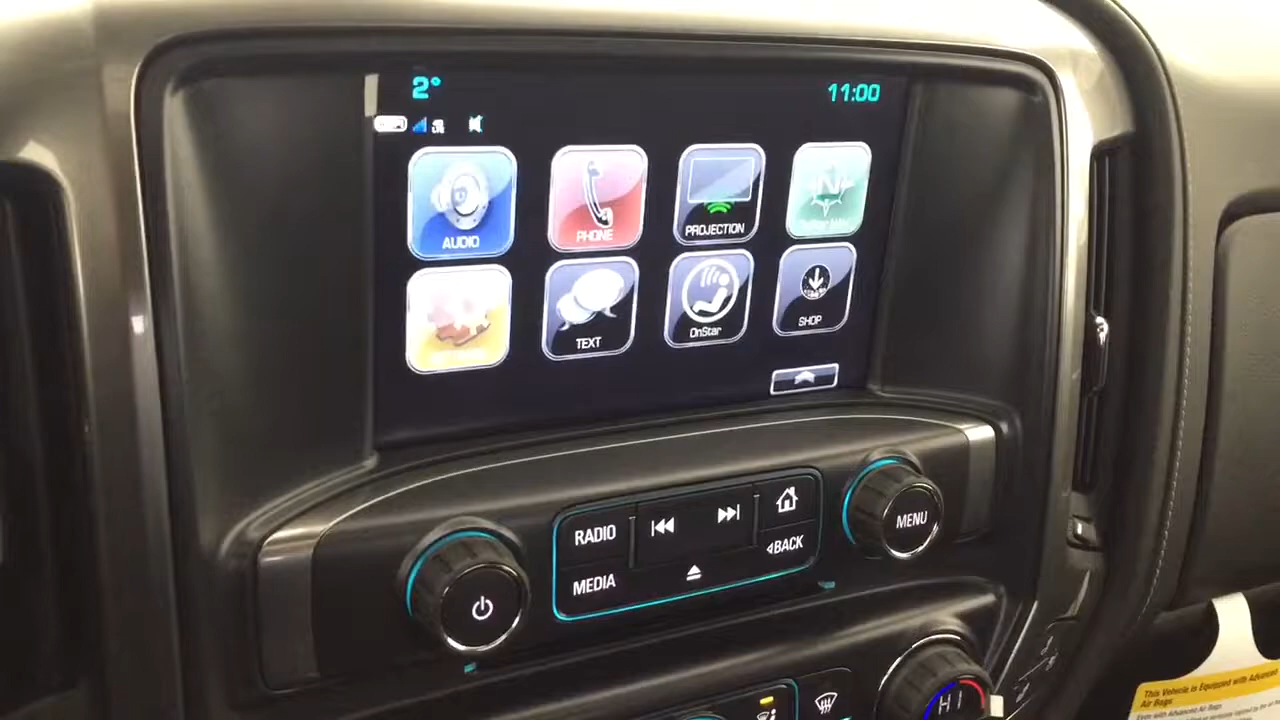 2°
11:00
AUDIO
PHONE
PROJECTION
N
TEXT
OnStar
SHOP
RADIO
MEDIA
BACK
MENU
HI
This Vehicle is Equipped with Advanced
Air Bags